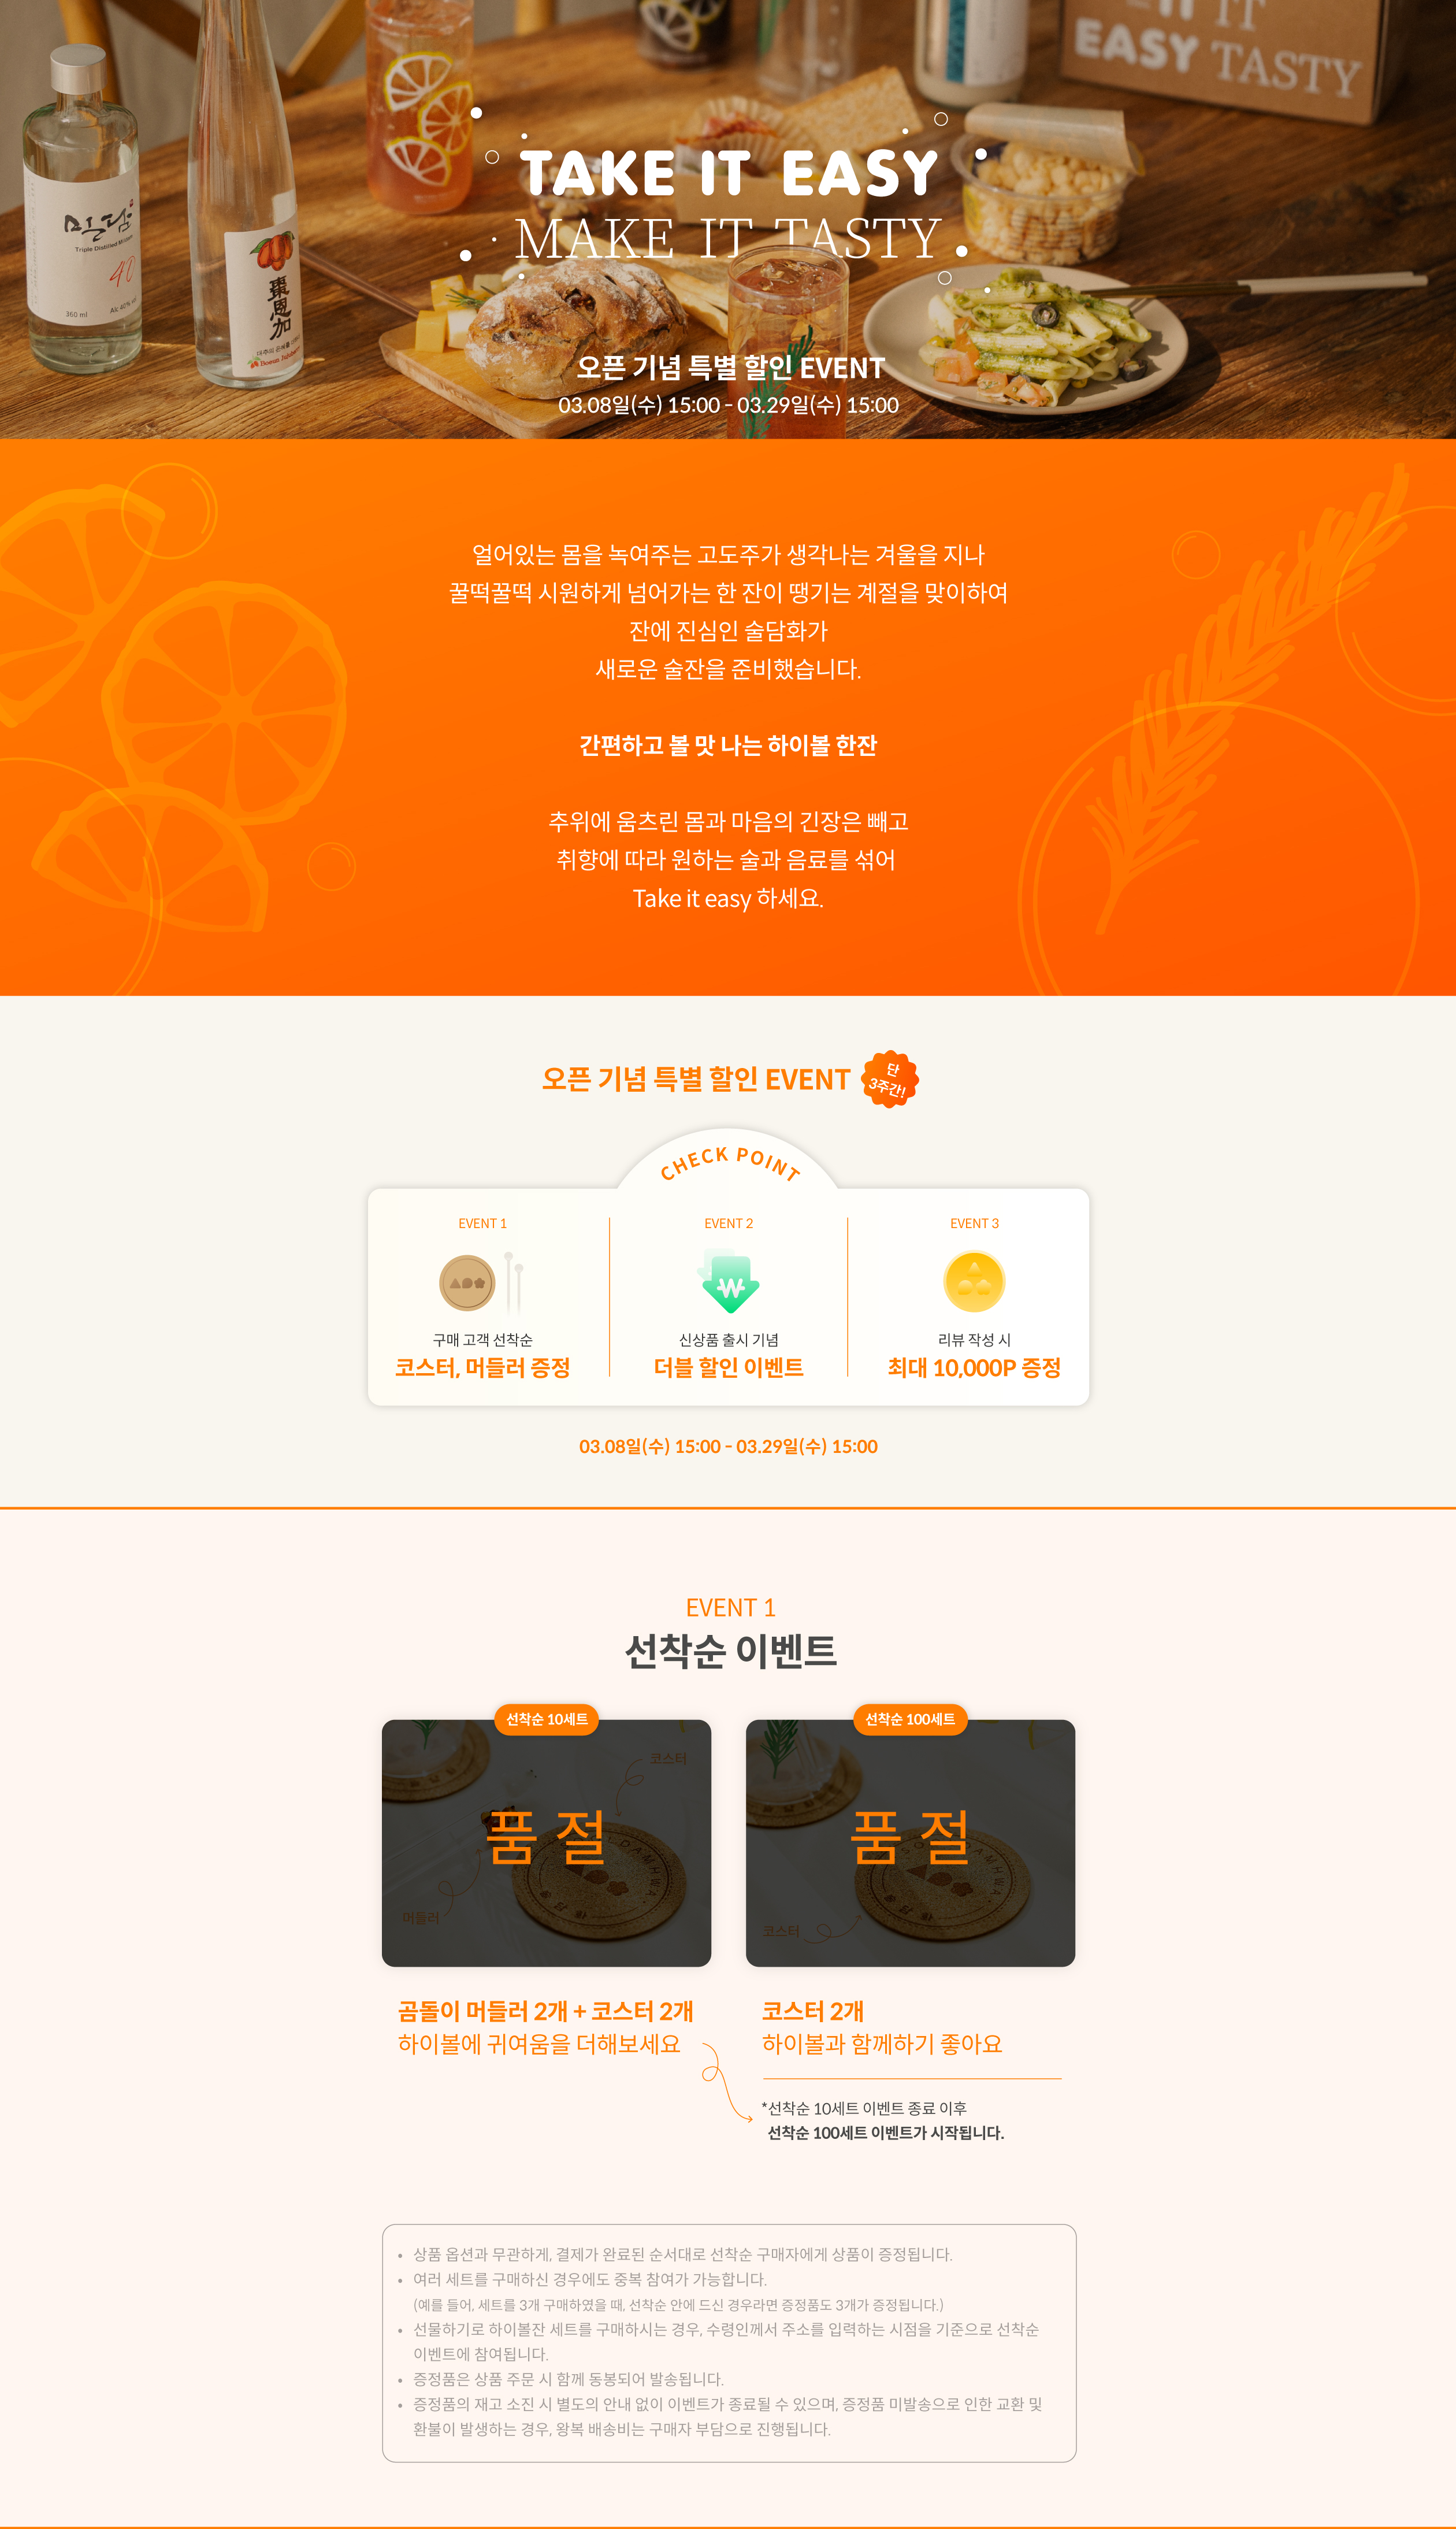 IT IT
EASY TASTY
TAKE IT EASY
MAKE IT TASTY
밀담
Triple Distilled
40
360 ml
Alc 40%
棗恩加
오픈 기념 특별 할인 EVENT
03.08일(수) 15:00 - 03.29일(수) 15:00
얼어있는 몸을 녹여주는 고도주가 생각나는 겨울을 지나
꿀떡꿀떡 시원하게 넘어가는 한 잔이 땡기는 계절을 맞이하여
잔에 진심인 술담화가
새로운 술잔을 준비했습니다.
간편하고 볼 맛 나는 하이볼 한잔
추위에 움츠린 몸과 마음의 긴장은 빼고
취향에 따라 원하는 술과 음료를 섞어
Take it easy 하세요.
오픈 기념 특별 할인 EVENT
단
3주간!
CHECK POINT
EVENT 1
구매 고객 선착순
코스터, 머들러 증정
EVENT 2
신상품 출시 기념
더블 할인 이벤트
EVENT 3
리뷰 작성 시
최대 10,000P 증정
03.08일(수) 15:00 - 03.29일(수) 15:00
EVENT 1
선착순 이벤트
선착순 10세트
코스터
품절
DAMHWA
머들러
곰돌이 머들러 2개 + 코스터 2개
하이볼에 귀여움을 더해보세요
선착순 100세트
품절
DAMHWA
코스터
코스터 2개
하이볼과 함께하기 좋아요
*선착순 10세트 이벤트 종료 이후
선착순 100세트 이벤트가 시작됩니다.
• 상품 옵션과 무관하게, 결제가 완료된 순서대로 선착순 구매자에게 상품이 증정됩니다.
• 여러 세트를 구매하신 경우에도 중복 참여가 가능합니다.
(예를 들어, 세트를 3개 구매하였을 때, 선착순 안에 드신 경우라면 증정품도 3개가 증정됩니다.)
• 선물하기로 하이볼잔 세트를 구매하시는 경우, 수령인께서 주소를 입력하는 시점을 기준으로 선착순
이벤트에 참여됩니다.
• 증정품은 상품 주문 시 함께 동봉되어 발송됩니다.
• 증정품의 재고 소진 시 별도의 안내 없이 이벤트가 종료될 수 있으며, 증정품 미발송으로 인한 교환 및
환불이 발생하는 경우, 왕복 배송비는 구매자 부담으로 진행됩니다.